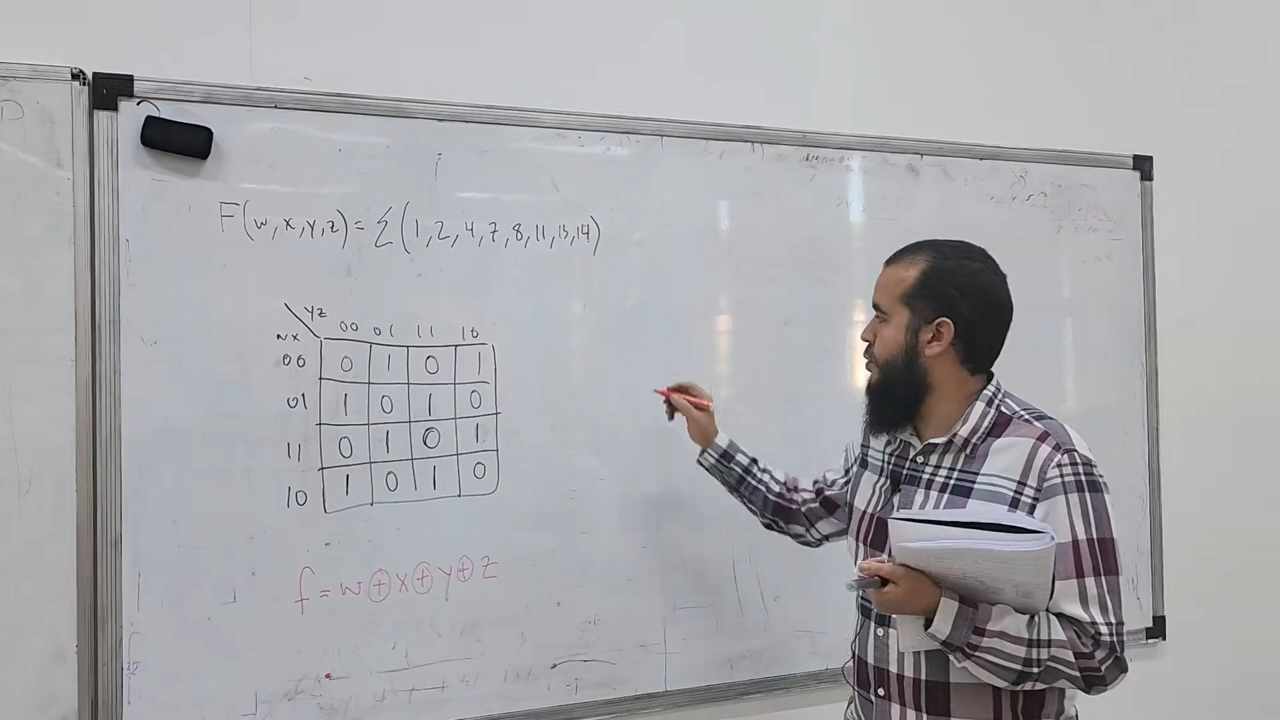 F(w,x,y,z) = Σ(1,2,4,7,8,11,13,14)
yz
wx 00 01 11 10
00 0 1 0 1
01 1 0 1 0
11 0 1 0 1
10 1 0 1 0
f = w ⊕ x ⊕ y ⊕ z
D